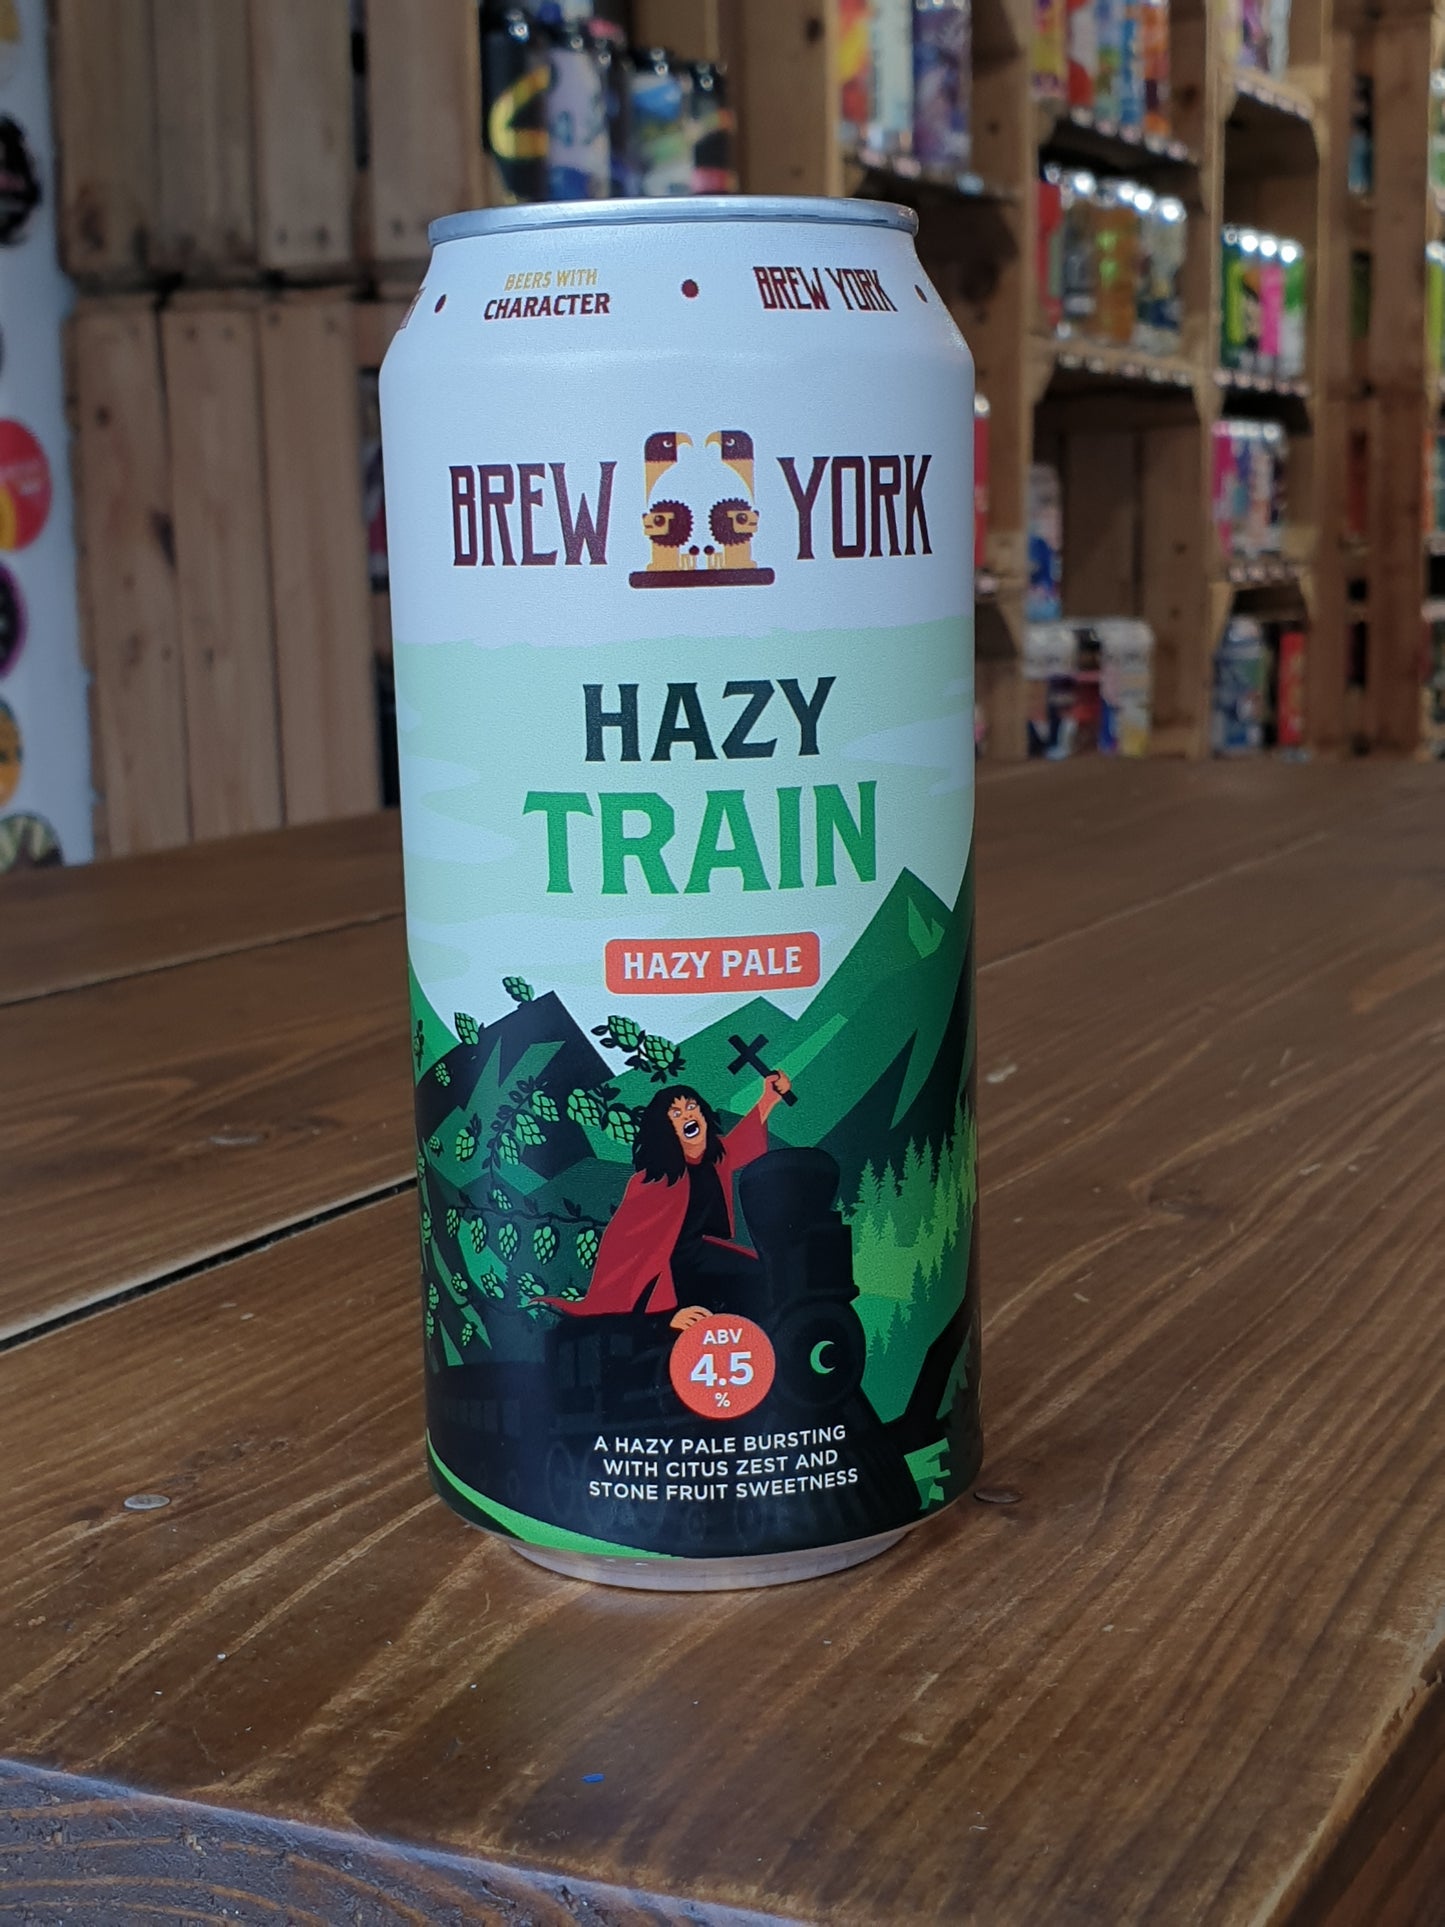 BEERS WITH
CHARACTER
BREW YORK
BREW YORK
HAZY
TRAIN
HAZY PALE
ABV
4.5
%
A HAZY PALE BURSTING
WITH CITUS ZEST AND
STONE FRUIT SWEETNESS